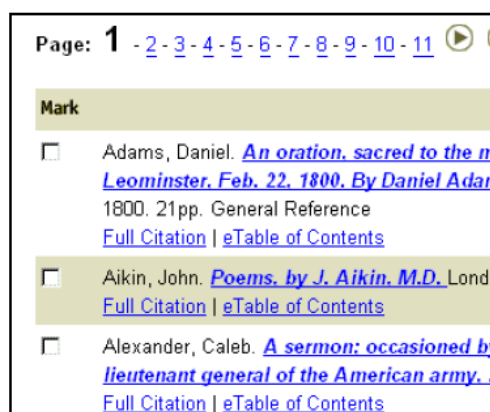 Page: 1 - 2 - 3 - 4 - 5 - 6 - 7 - 8 - 9 - 10 - 11
Mark
Adams, Daniel. An oration, sacred to the
Leominster, Feb. 22, 1800. By Daniel
1800. 21pp. General Reference
Full Citation | eTable of Contents
Aikin, John. Poems, by J. Aikin, M.D.
Full Citation | eTable of Contents
Alexander, Caleb. A sermon: occasioned
lieutenant general of the American army.
Full Citation | eTable of Contents